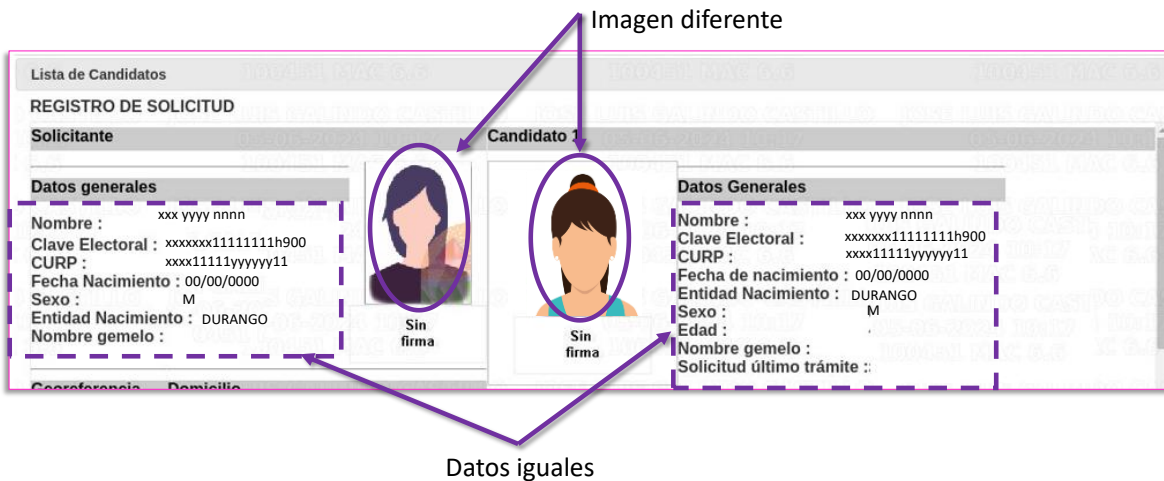 Imagen diferente
Lista de Candidatos
REGISTRO DE SOLICITUD
Solicitante
Candidato 1
Datos generales
Nombre : xxx yyyy nnnn
Clave Electoral : xxxxxxx11111111h900
CURP : xxxx11111yyyyyy11
Fecha Nacimiento : 00/00/0000
Sexo : M
Entidad Nacimiento : DURANGO
Nombre gemelo :
Sin
firma
Sin
firma
Datos Generales
Nombre : xxx yyyy nnnn
Clave Electoral : xxxxxxx11111111h900
CURP : xxxx11111yyyyyy11
Fecha de nacimiento : 00/00/0000
Entidad Nacimiento : DURANGO
Sexo : M
Edad :
Nombre gemelo :
Solicitud último trámite :
Georeferencia Domicilio
Datos iguales